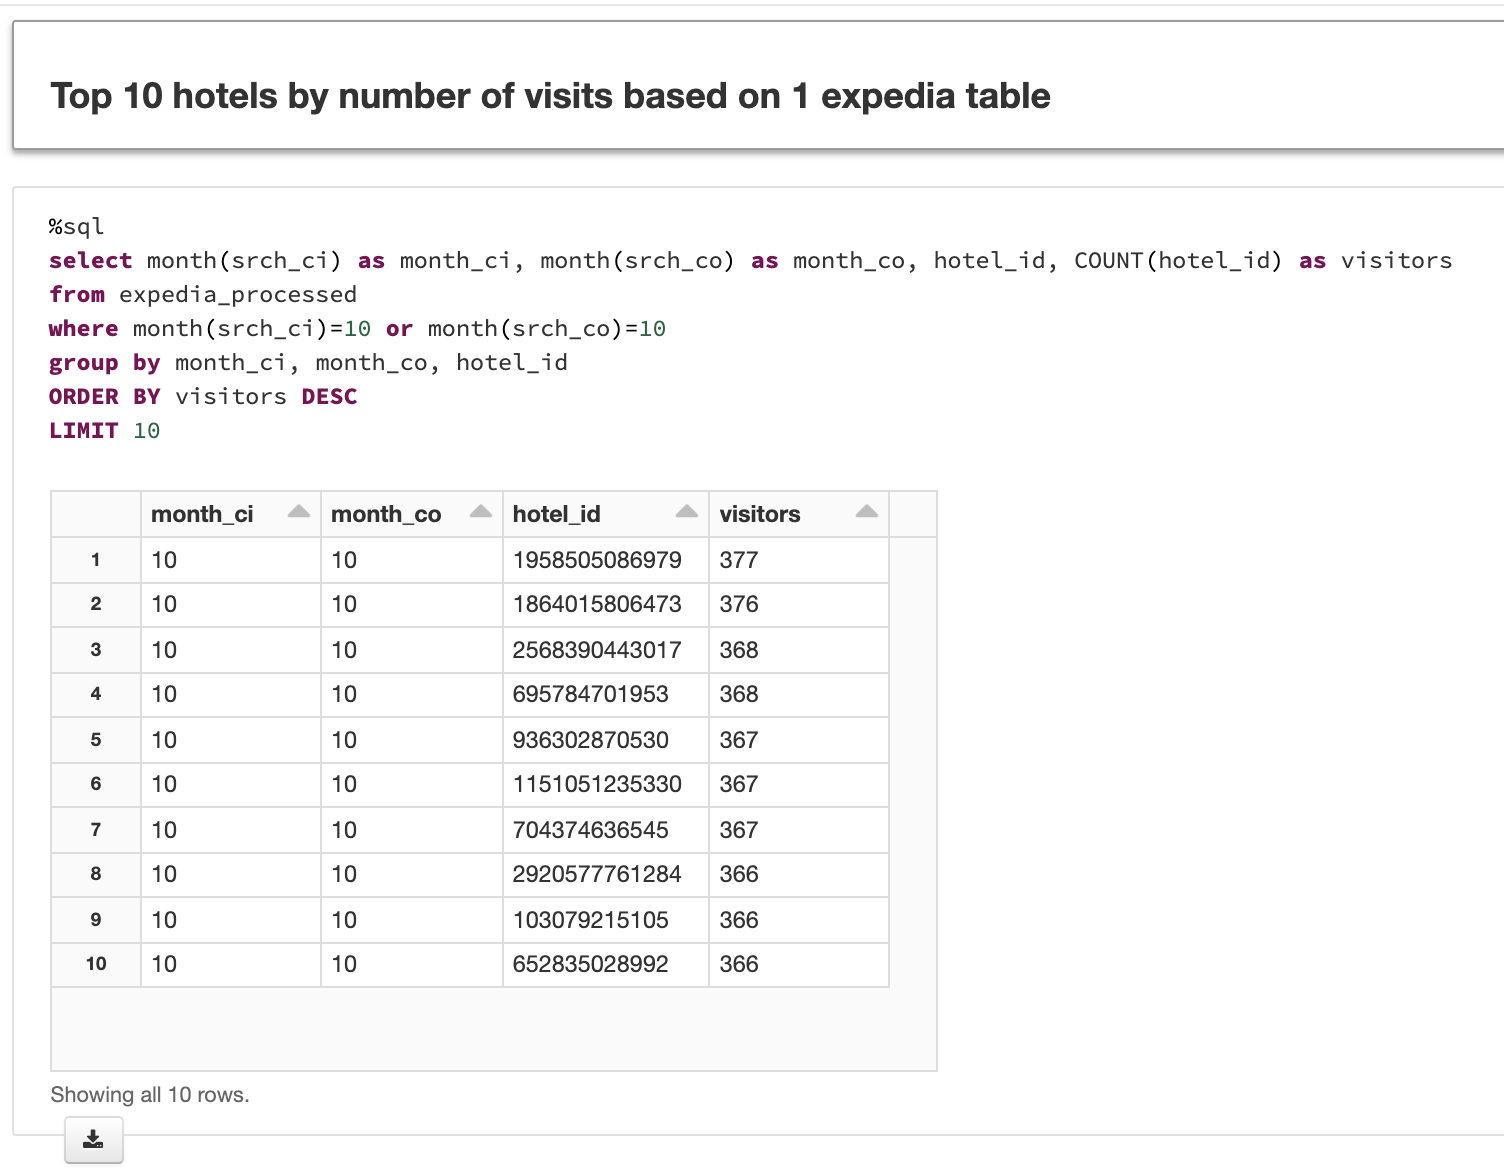 Top 10 hotels by number of visits based on 1 expedia table
%sql
select month(srch_ci) as month_ci, month(srch_co) as month_co, hotel_id, COUNT(hotel_id) as visitors
from expedia_processed
where month(srch_ci)=10 or month(srch_co)=10
group by month_ci, month_co, hotel_id
ORDER BY visitors DESC
LIMIT 10
month_ci month_co hotel_id visitors
1 10 10 1958505086979 377
2 10 10 1864015806473 376
3 10 10 2568390443017 368
4 10 10 695784701953 368
5 10 10 936302870530 367
6 10 10 1151051235330 367
7 10 10 704374636545 367
8 10 10 2920577761284 366
9 10 10 103079215105 366
10 10 10 652835028992 366
Showing all 10 rows.